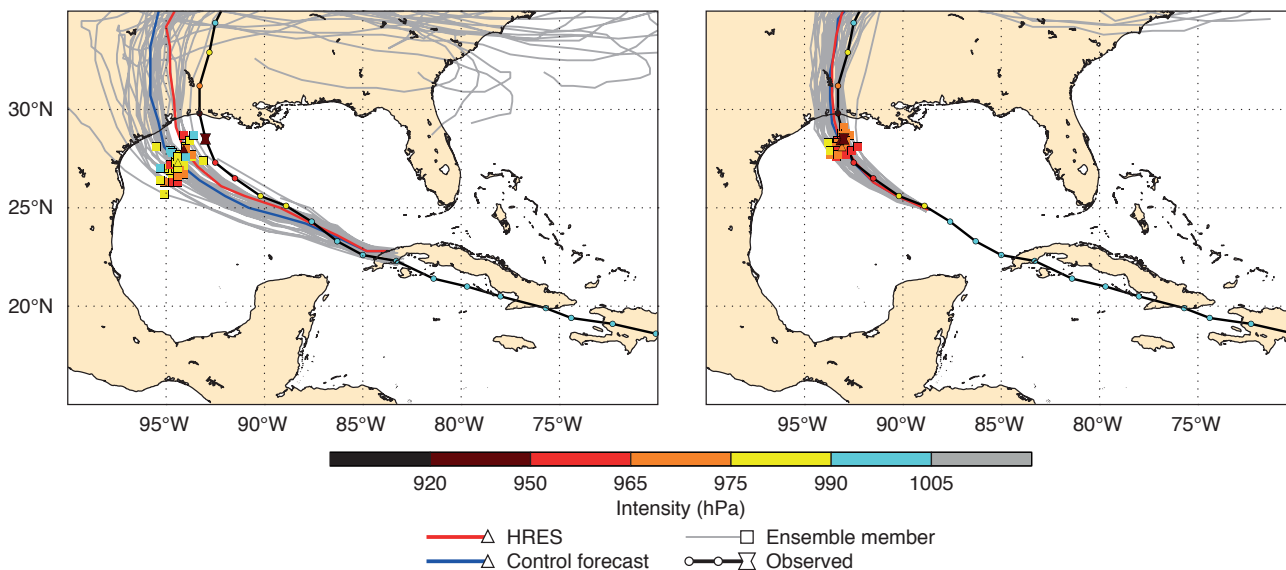 30°N
25°N
20°N
95°W 90°W 85°W 80°W 75°W
95°W 90°W 85°W 80°W 75°W
920 950 965 975 990 1005
Intensity (hPa)
HRES
Ensemble member
Control forecast
Observed